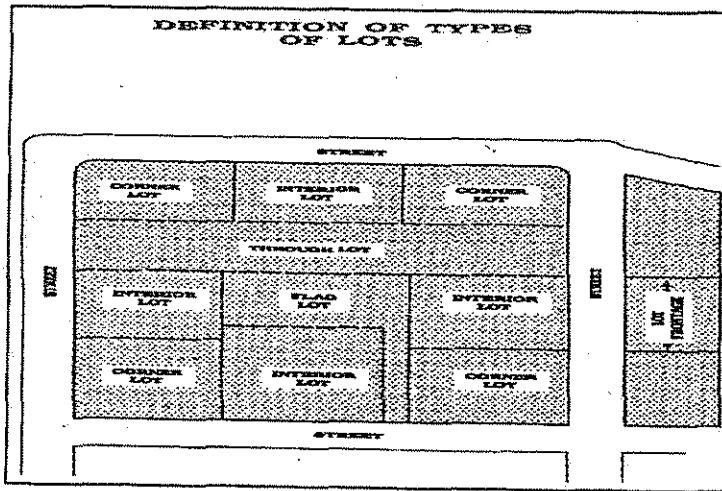 DEFINITION OF TYPES
OF LOTS
STREET
CORNER
LOT
INTERIOR
LOT
CORNER
LOT
THROUGH LOT
STREET
STREET
INTERIOR
LOT
FLAG
LOT
INTERIOR
LOT
LOT
FRONTAGE
CORNER
LOT
INTERIOR
LOT
CORNER
LOT
STREET